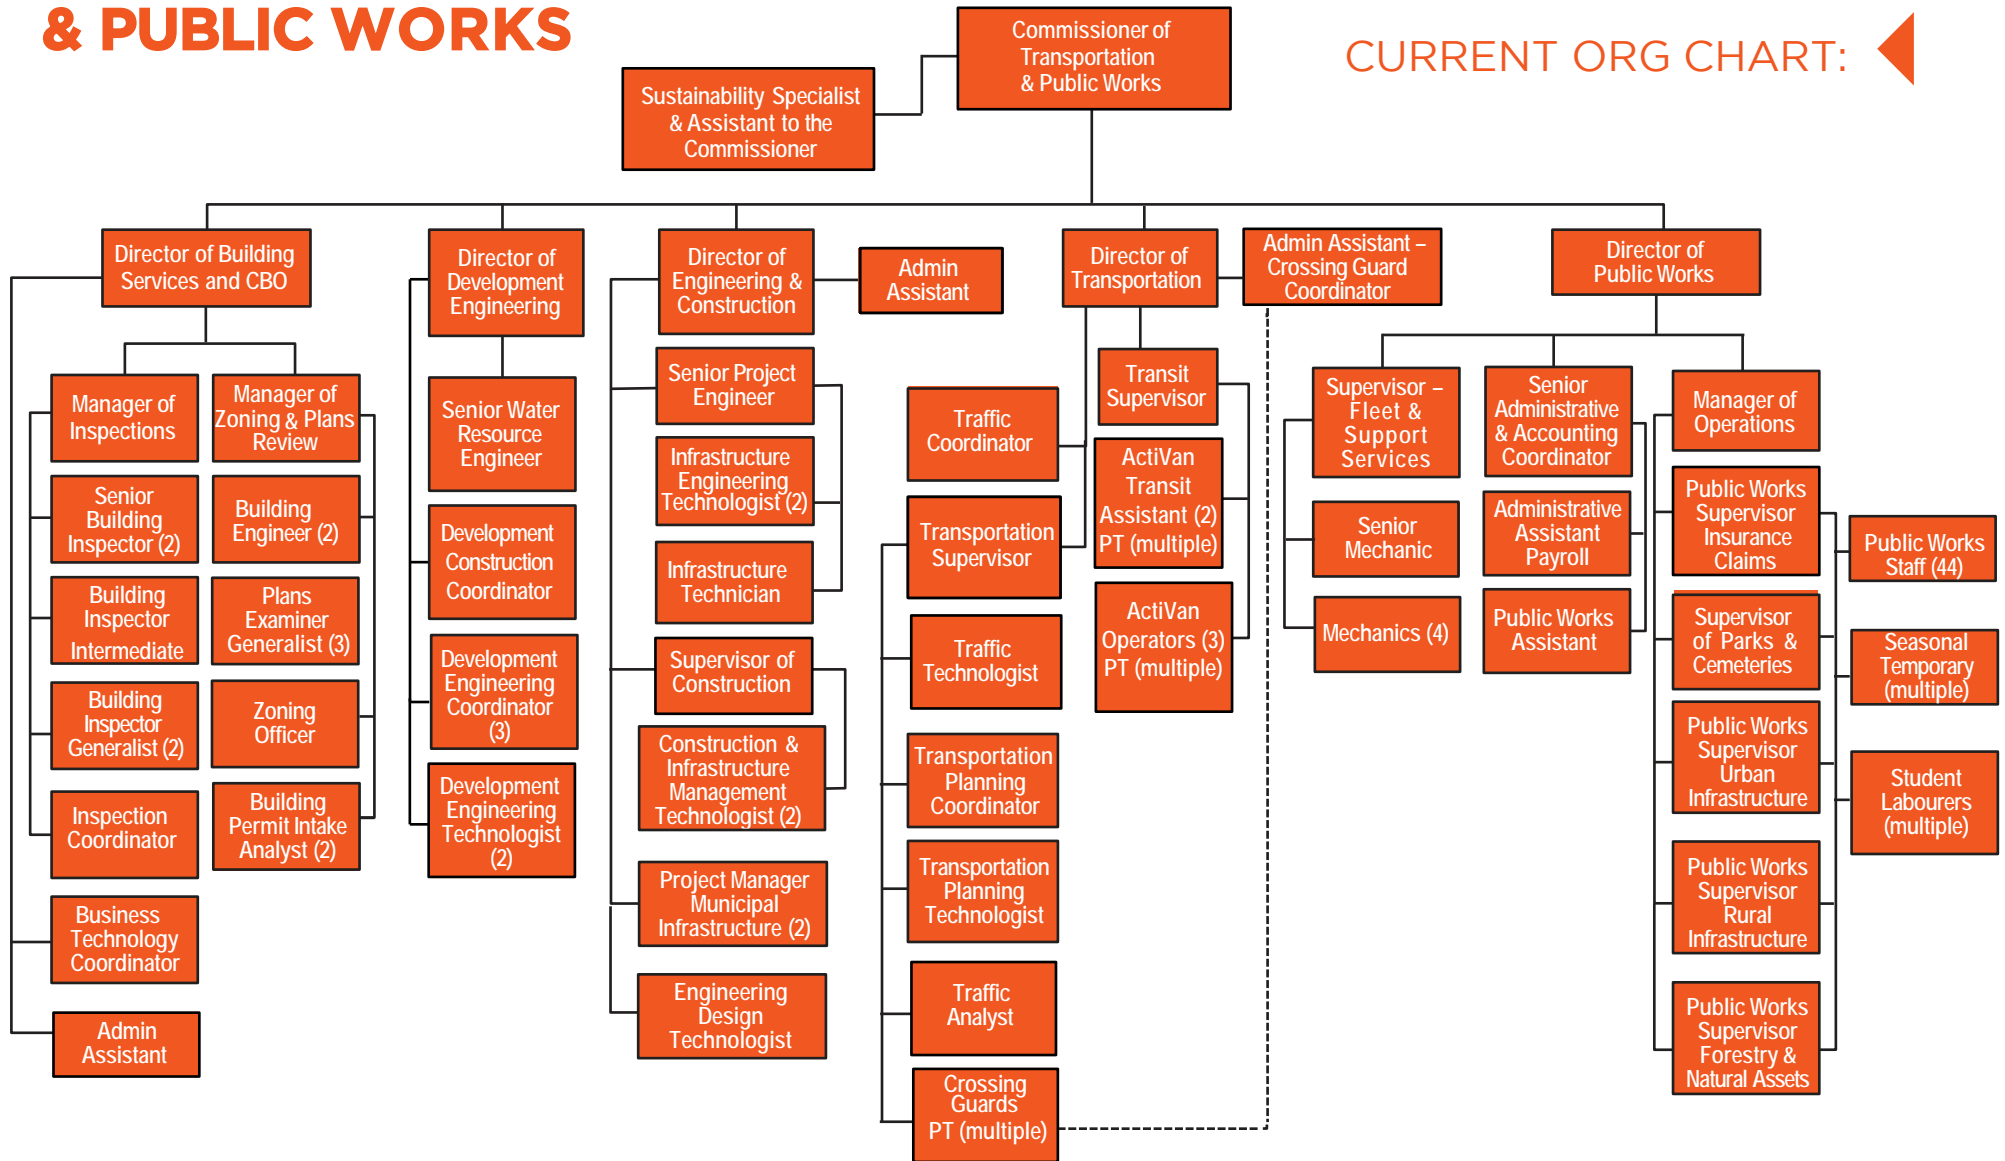 & PUBLIC WORKS
CURRENT ORG CHART:
Commissioner of
Transportation
& Public Works
Sustainability Specialist
& Assistant to the
Commissioner
Director of Building
Services and CBO
Director of
Development
Engineering
Director of
Engineering &
Construction
Admin
Assistant
Director of
Transportation
Admin Assistant –
Crossing Guard
Coordinator
Director of
Public Works
Manager of
Inspections
Senior
Building
Inspector (2)
Building
Inspector
Intermediate
Building
Inspector
Generalist (2)
Inspection
Coordinator
Business
Technology
Coordinator
Admin
Assistant
Manager of
Zoning & Plans
Review
Building
Engineer (2)
Plans
Examiner
Generalist (3)
Zoning
Officer
Building
Permit Intake
Analyst (2)
Senior Water
Resource
Engineer
Development
Construction
Coordinator
Development
Engineering
Coordinator
(3)
Development
Engineering
Technologist
(2)
Senior Project
Engineer
Infrastructure
Engineering
Technologist (2)
Infrastructure
Technician
Supervisor of
Construction
Construction &
Infrastructure
Management
Technologist (2)
Project Manager
Municipal
Infrastructure (2)
Engineering
Design
Technologist
Traffic
Coordinator
Transportation
Supervisor
Traffic
Technologist
Transportation
Planning
Coordinator
Transportation
Planning
Technologist
Traffic
Analyst
Crossing
Guards
PT (multiple)
Transit
Supervisor
ActiVan
Transit
Assistant (2)
PT (multiple)
ActiVan
Operators (3)
PT (multiple)
Supervisor –
Fleet &
Support
Services
Senior
Mechanic
Mechanics (4)
Senior
Administrative
& Accounting
Coordinator
Administrative
Assistant
Payroll
Public Works
Assistant
Manager of
Operations
Public Works
Supervisor
Insurance
Claims
Supervisor
of Parks &
Cemeteries
Public Works
Supervisor
Urban
Infrastructure
Public Works
Supervisor
Rural
Infrastructure
Public Works
Supervisor
Forestry &
Natural Assets
Public Works
Staff (44)
Seasonal
Temporary
(multiple)
Student
Labourers
(multiple)